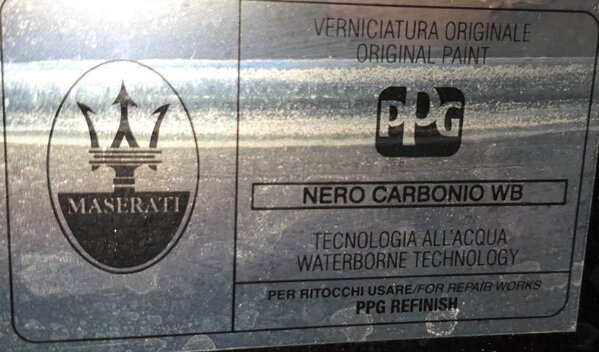 MASERATI
VERNICIATURA ORIGINALE
ORIGINAL PAINT
PPG
NERO CARBONIO WB
TECNOLOGIA ALL'ACQUA
WATERBORNE TECHNOLOGY
PER RITOCCHI USARE/FOR REPAIR WORKS
PPG REFINISH